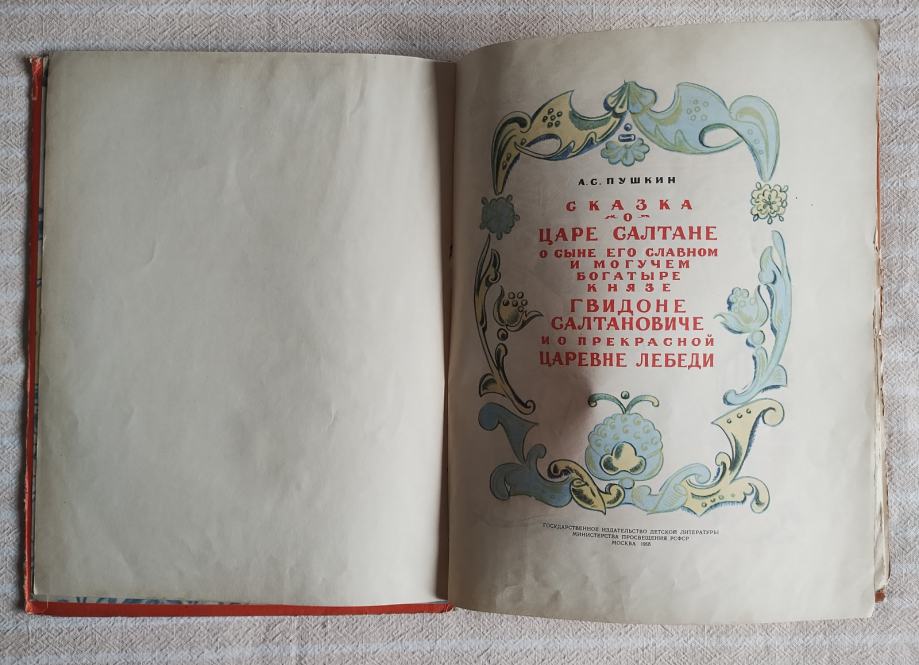 А. С. ПУШКИН
СКАЗКА
О
ЦАРЕ САЛТАНЕ
О СЫНЕ ЕГО СЛАВНОМ
И МОГУЧЕМ
БОГАТЫРЕ
КНЯЗЕ
ГВИДОНЕ
САЛТАНОВИЧЕ
И О ПРЕКРАСНОЙ
ЦАРЕВНЕ ЛЕБЕДИ
ГОСУДАРСТВЕННОЕ ИЗДАТЕЛЬСТВО ДЕТСКОЙ ЛИТЕРАТУРЫ
МИНИСТЕРСТВА ПРОСВЕЩЕНИЯ РСФСР
МОСКВА